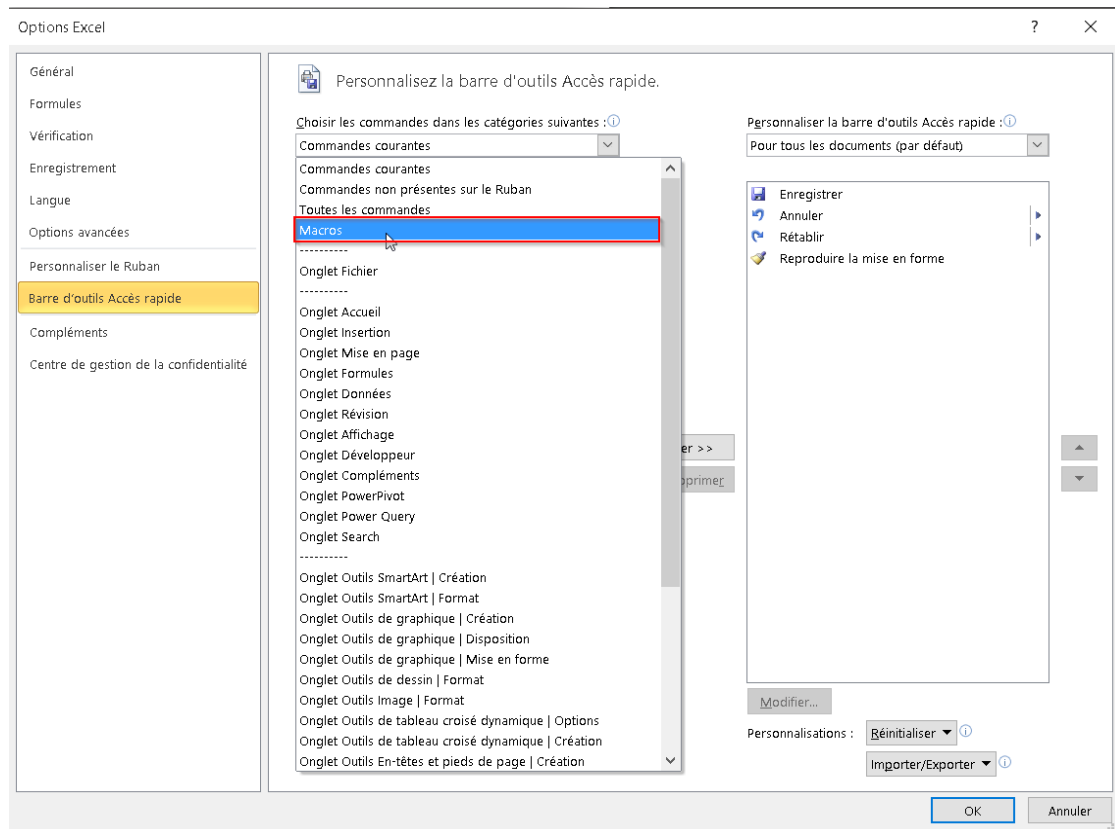 Options Excel
?
Général
Formules
Vérification
Enregistrement
Langue
Options avancées
Personnaliser le Ruban
Barre d'outils Accès rapide
Compléments
Centre de gestion de la confidentialité
Personnalisez la barre d'outils Accès rapide.
Choisir les commandes dans les catégories suivantes :
Commandes courantes
Commandes courantes
Commandes non présentes sur le Ruban
Toutes les commandes
Macros
----------
Onglet Fichier
----------
Onglet Accueil
Onglet Insertion
Onglet Mise en page
Onglet Formules
Onglet Données
Onglet Révision
Onglet Affichage
Onglet Développeur
Onglet Compléments
Onglet PowerPivot
Onglet Power Query
Onglet Search
----------
Onglet Outils SmartArt | Création
Onglet Outils SmartArt | Format
Onglet Outils de graphique | Création
Onglet Outils de graphique | Disposition
Onglet Outils de graphique | Mise en forme
Onglet Outils de dessin | Format
Onglet Outils Image | Format
Onglet Outils de tableau croisé dynamique | Options
Onglet Outils de tableau croisé dynamique | Création
Onglet Outils En-têtes et pieds de page | Création
er >>
primer
Personnaliser la barre d'outils Accès rapide :
Pour tous les documents (par défaut)
Enregistrer
Annuler
Rétablir
Reproduire la mise en forme
Modifier...
Personnalisations :
Réinitialiser
Importer/Exporter
OK
Annuler